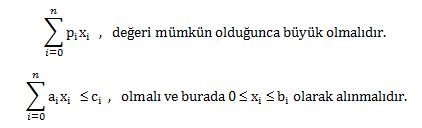 ∑_{i=0}^{n} p_i x_i , değeri mümkün olduğunca büyük olmalıdır.
∑_{i=0}^{n} a_i x_i ≤ c_i , olmalı ve burada 0 ≤ x_i ≤ b_i olarak alınmalıdır.